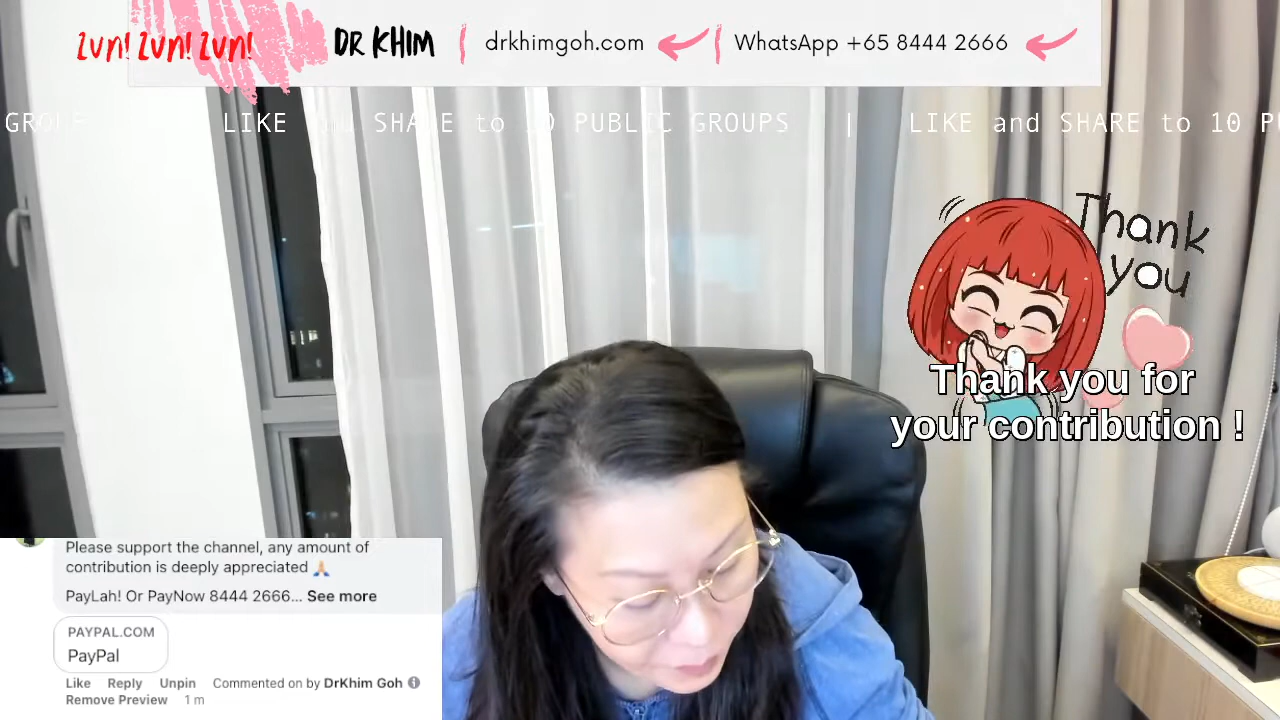 zun! zun! zun! DR KHIM drkhimgoh.com WhatsApp +65 8444 2666
LIKE and SHARE to 10 PUBLIC GROUPS | LIKE and SHARE to 10
Thank
you
Thank you for
your contribution !
Please support the channel, any amount of
contribution is deeply appreciated 🙏
PayLah! Or PayNow 8444 2666... See more
PAYPAL.COM
PayPal
Like Reply Unpin Commented on by DrKhim Goh
Remove Preview 1 m